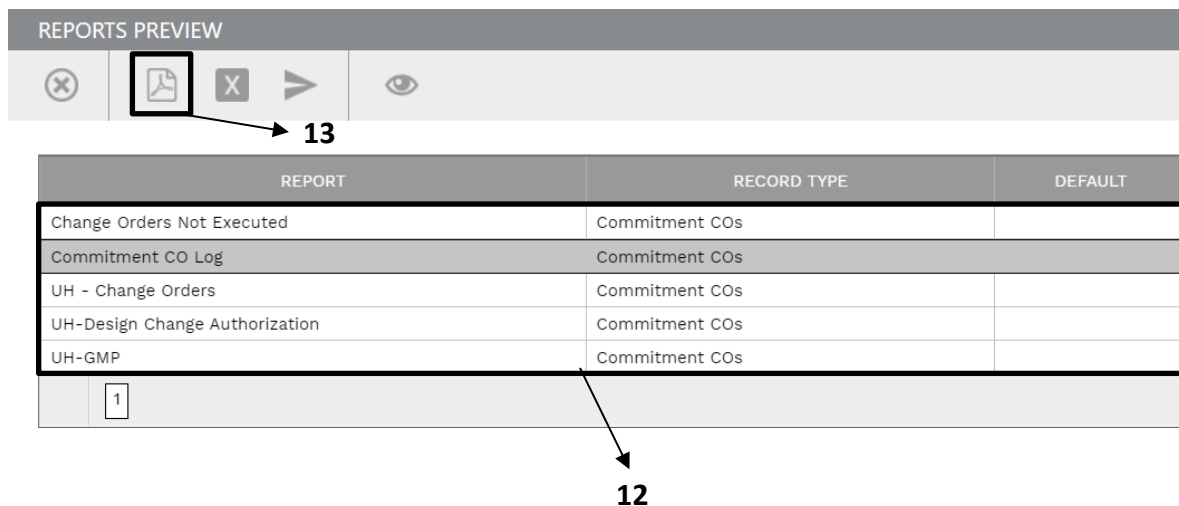 REPORTS PREVIEW
X
13
REPORT RECORD TYPE DEFAULT
Change Orders Not Executed Commitment COs
Commitment CO Log Commitment COs
UH - Change Orders Commitment COs
UH-Design Change Authorization Commitment COs
UH-GMP Commitment COs
1
12